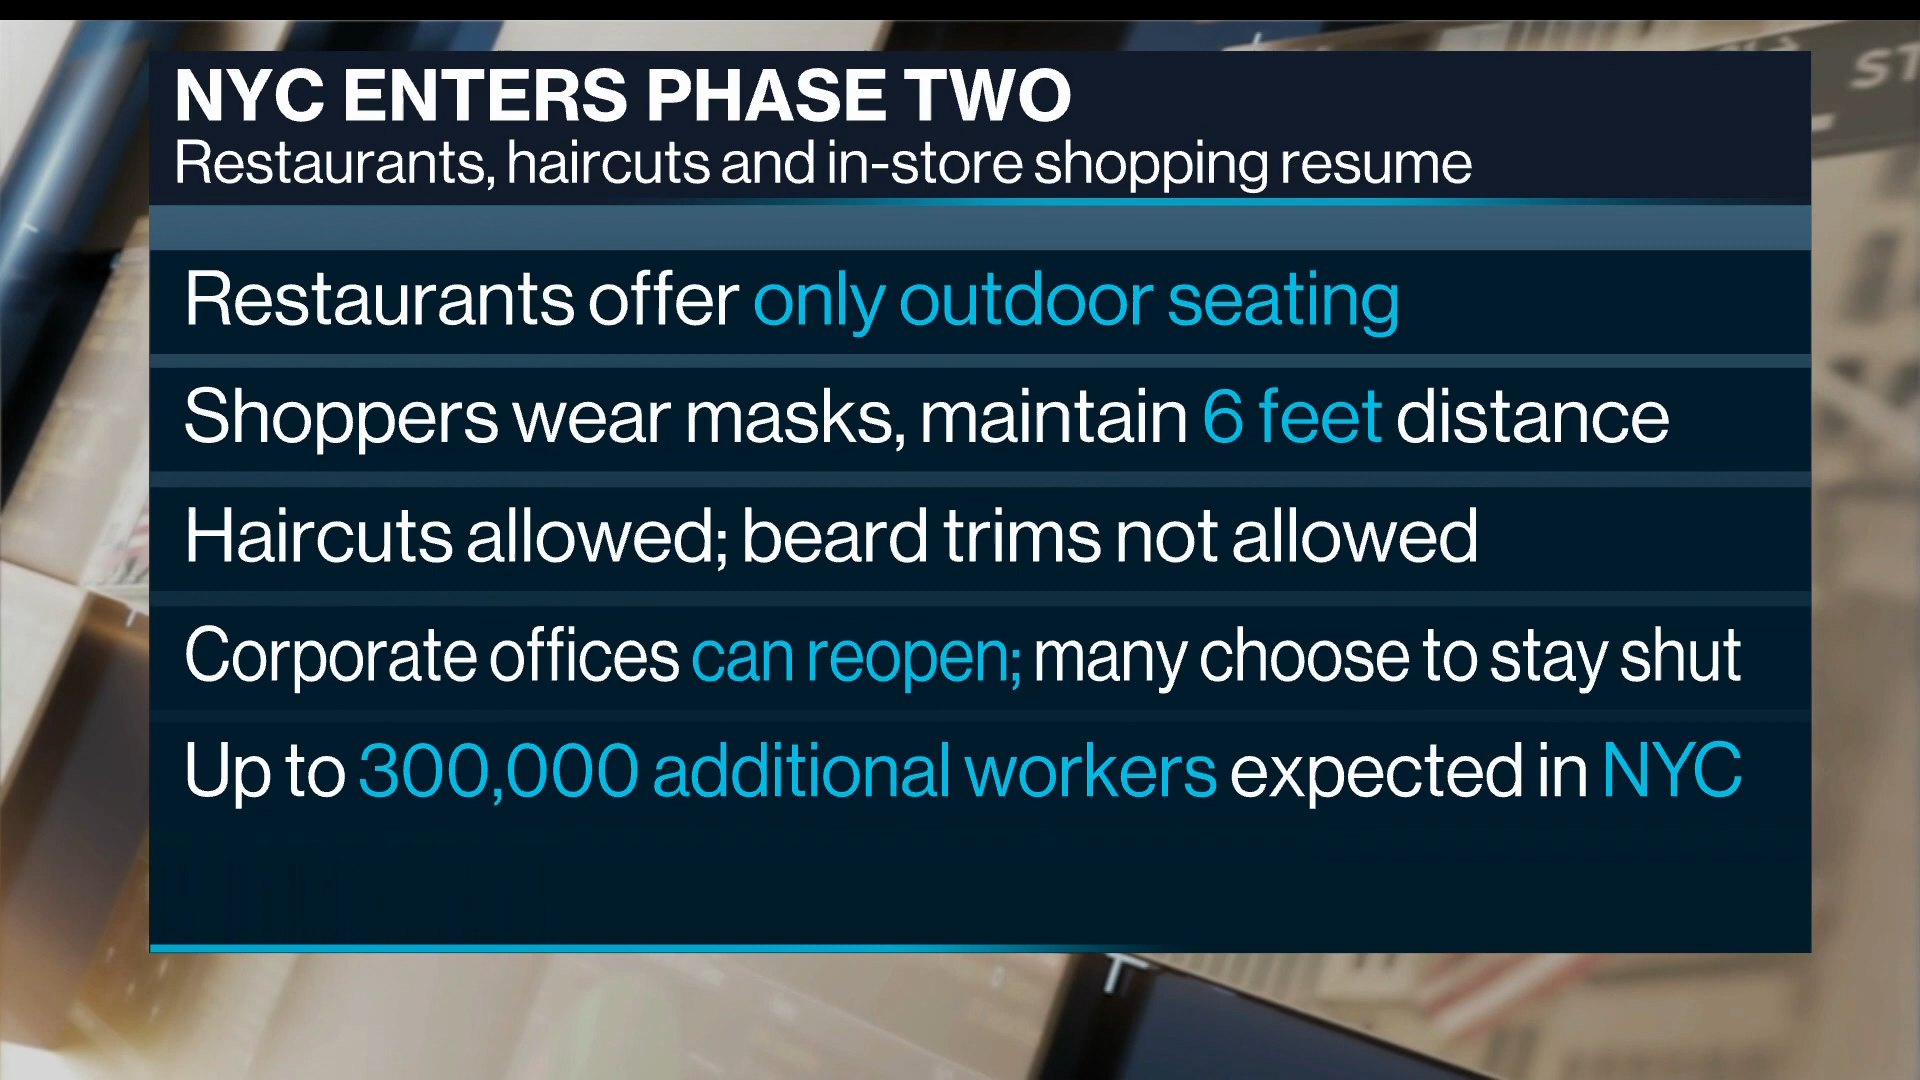 NYC ENTERS PHASE TWO
Restaurants, haircuts and in-store shopping resume
Restaurants offer only outdoor seating
Shoppers wear masks, maintain 6 feet distance
Haircuts allowed; beard trims not allowed
Corporate offices can reopen; many choose to stay shut
Up to 300,000 additional workers expected in NYC